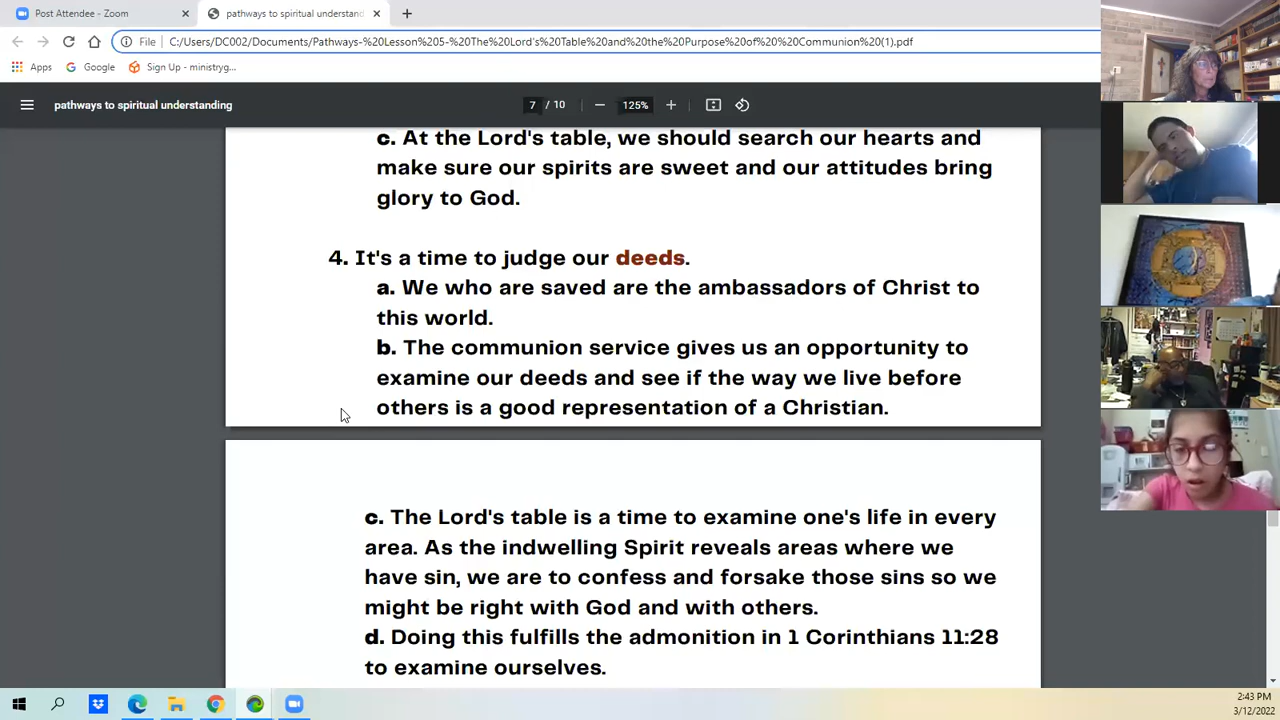 Post Attendee - Zoom
pathways to spiritual understand
File C:/Users/DC002/Documents/Pathways-%20Lesson%205-%20The%20Lord's%20Table%20and%20the%20Purpose%20of%20%20Communion%20(1).pdf
Apps Google Sign Up - ministryg...
pathways to spiritual understanding 7 / 10 125%
c. At the Lord's table, we should search our hearts and
make sure our spirits are sweet and our attitudes bring
glory to God.
4. It's a time to judge our deeds.
a. We who are saved are the ambassadors of Christ to
this world.
b. The communion service gives us an opportunity to
examine our deeds and see if the way we live before
others is a good representation of a Christian.
c. The Lord's table is a time to examine one's life in every
area. As the indwelling Spirit reveals areas where we
have sin, we are to confess and forsake those sins so we
might be right with God and with others.
d. Doing this fulfills the admonition in 1 Corinthians 11:28
to examine ourselves.
2:43 PM
3/12/2022